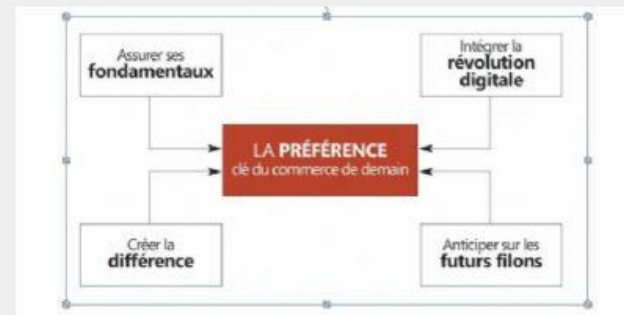 Assurer ses
fondamentaux
Intégrer la
révolution
digitale
LA PRÉFÉRENCE
clé du commerce de demain
Créer la
différence
Anticiper sur les
futurs filons